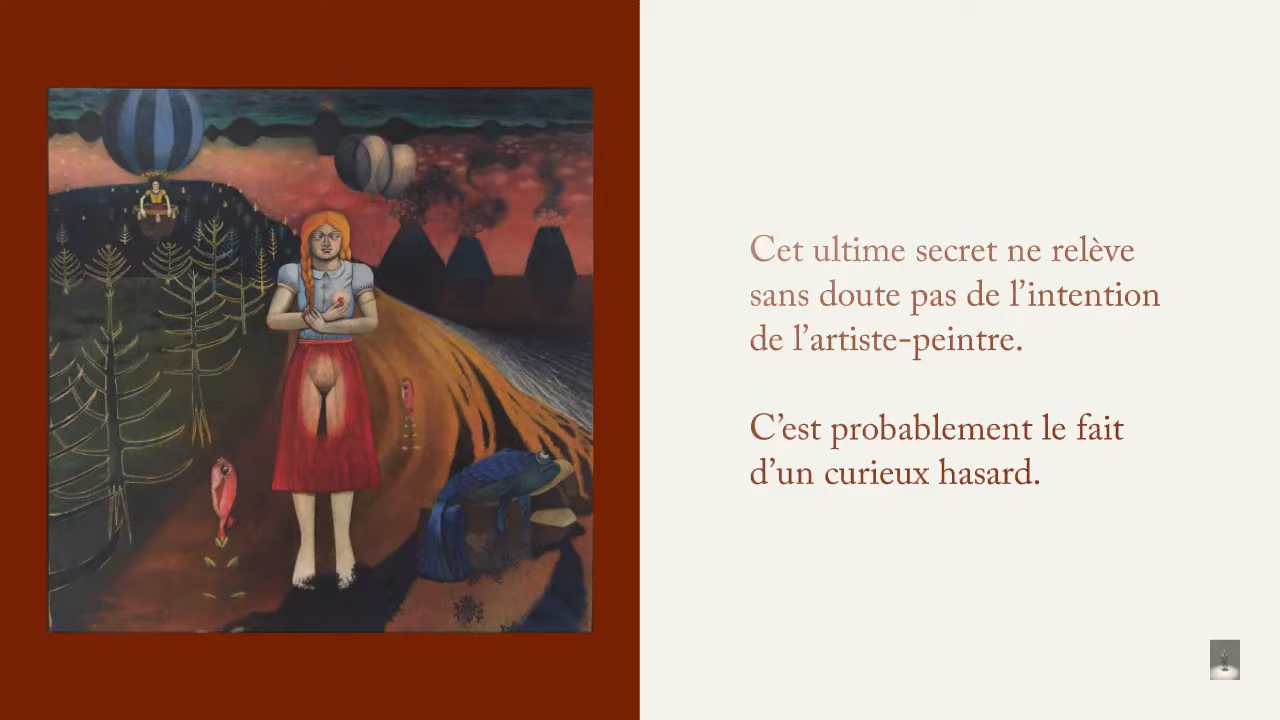 Cet ultime secret ne relève
sans doute pas de l’intention
de l’artiste-peintre.
C’est probablement le fait
d’un curieux hasard.